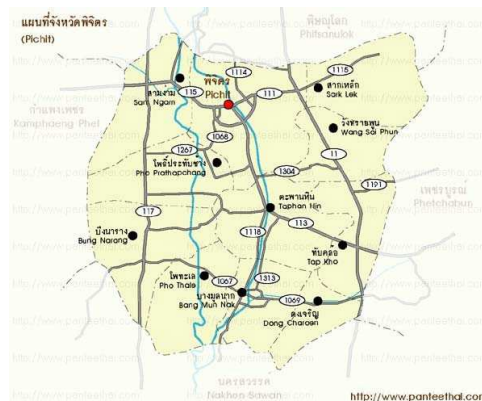 แผนที่จังหวัดพิจิตร
(Pichit)
พิษณุโลก
Phitsanulok
กำแพงเพชร
Kamphaeng Phet
เพชรบูรณ์
Phetchabun
นครสวรรค์
Nakhon Sawan
สามง่าม
Sam Ngam
115
พิจิตร
Pichit
1114
111
1115
สากเหล็ก
Sark Lek
วังทรายพูน
Wang Sai Phun
1068
1267
โพธิ์ประทับช้าง
Pho Prathapchang
1304
11
1191
117
ตะพานหิน
Taphan Hin
113
1118
บึงนาราง
Bung Narang
ทับคล้อ
Tap Kho
โพทะเล
Pho Thale
1067
1313
บางมูลนาก
Bang Muh Nak
1069
ดงเจริญ
Dong Charoen
http://www.panteethai.com